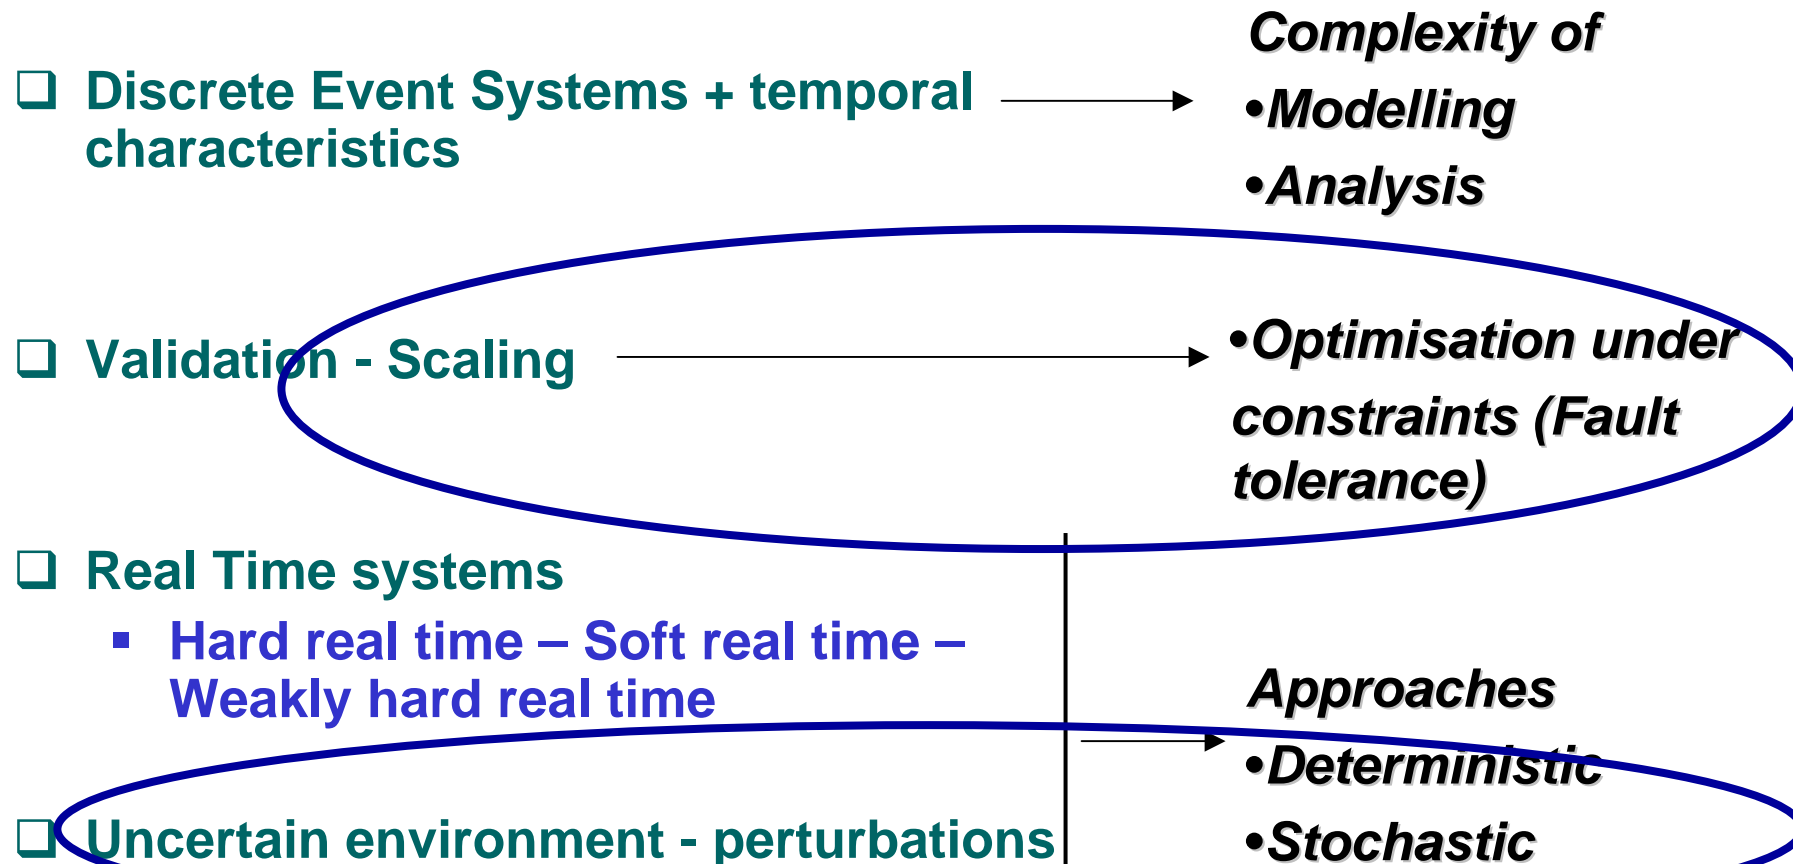 ❑ Discrete Event Systems + temporal
characteristics
Complexity of
•Modelling
•Analysis
❑ Validation - Scaling
•Optimisation under
constraints (Fault
tolerance)
❑ Real Time systems
▪ Hard real time – Soft real time –
Weakly hard real time
❑ Uncertain environment - perturbations
Approaches
•Deterministic
•Stochastic